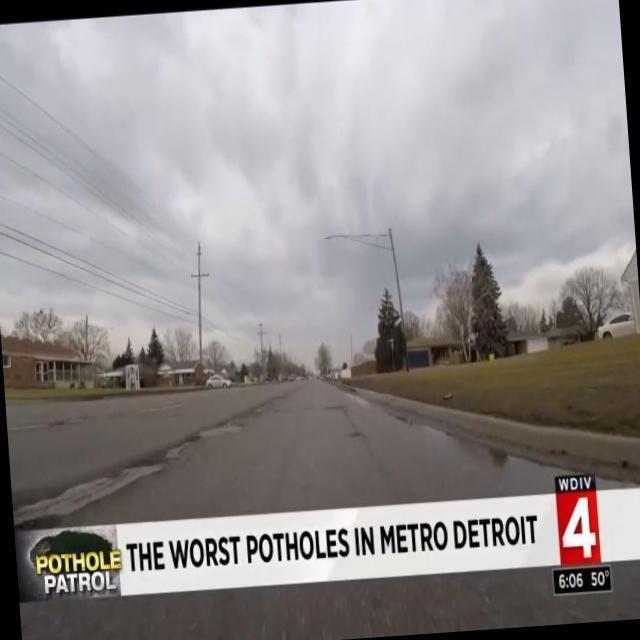 POTHOLE
PATROL
THE WORST POTHOLES IN METRO DETROIT
WDIV
4
6:06 50°